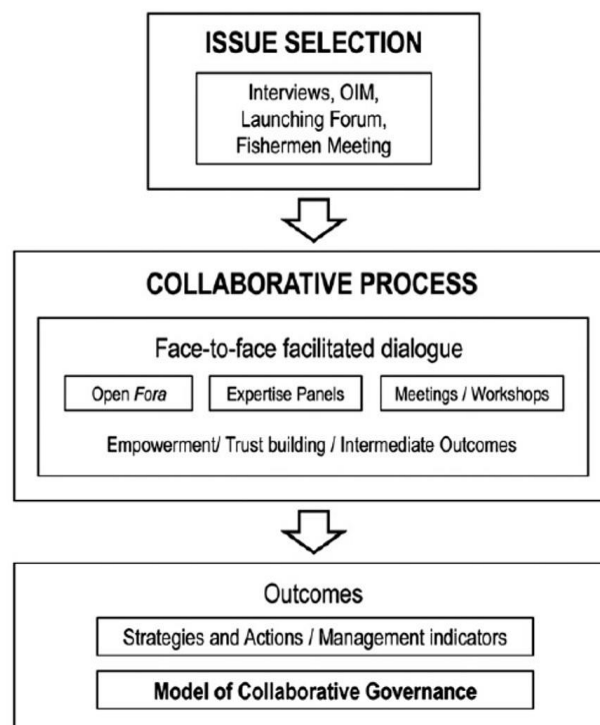 ISSUE SELECTION
Interviews, OIM,
Launching Forum,
Fishermen Meeting
COLLABORATIVE PROCESS
Face-to-face facilitated dialogue
Open Fora
Expertise Panels
Meetings / Workshops
Empowerment/ Trust building / Intermediate Outcomes
Outcomes
Strategies and Actions / Management indicators
Model of Collaborative Governance